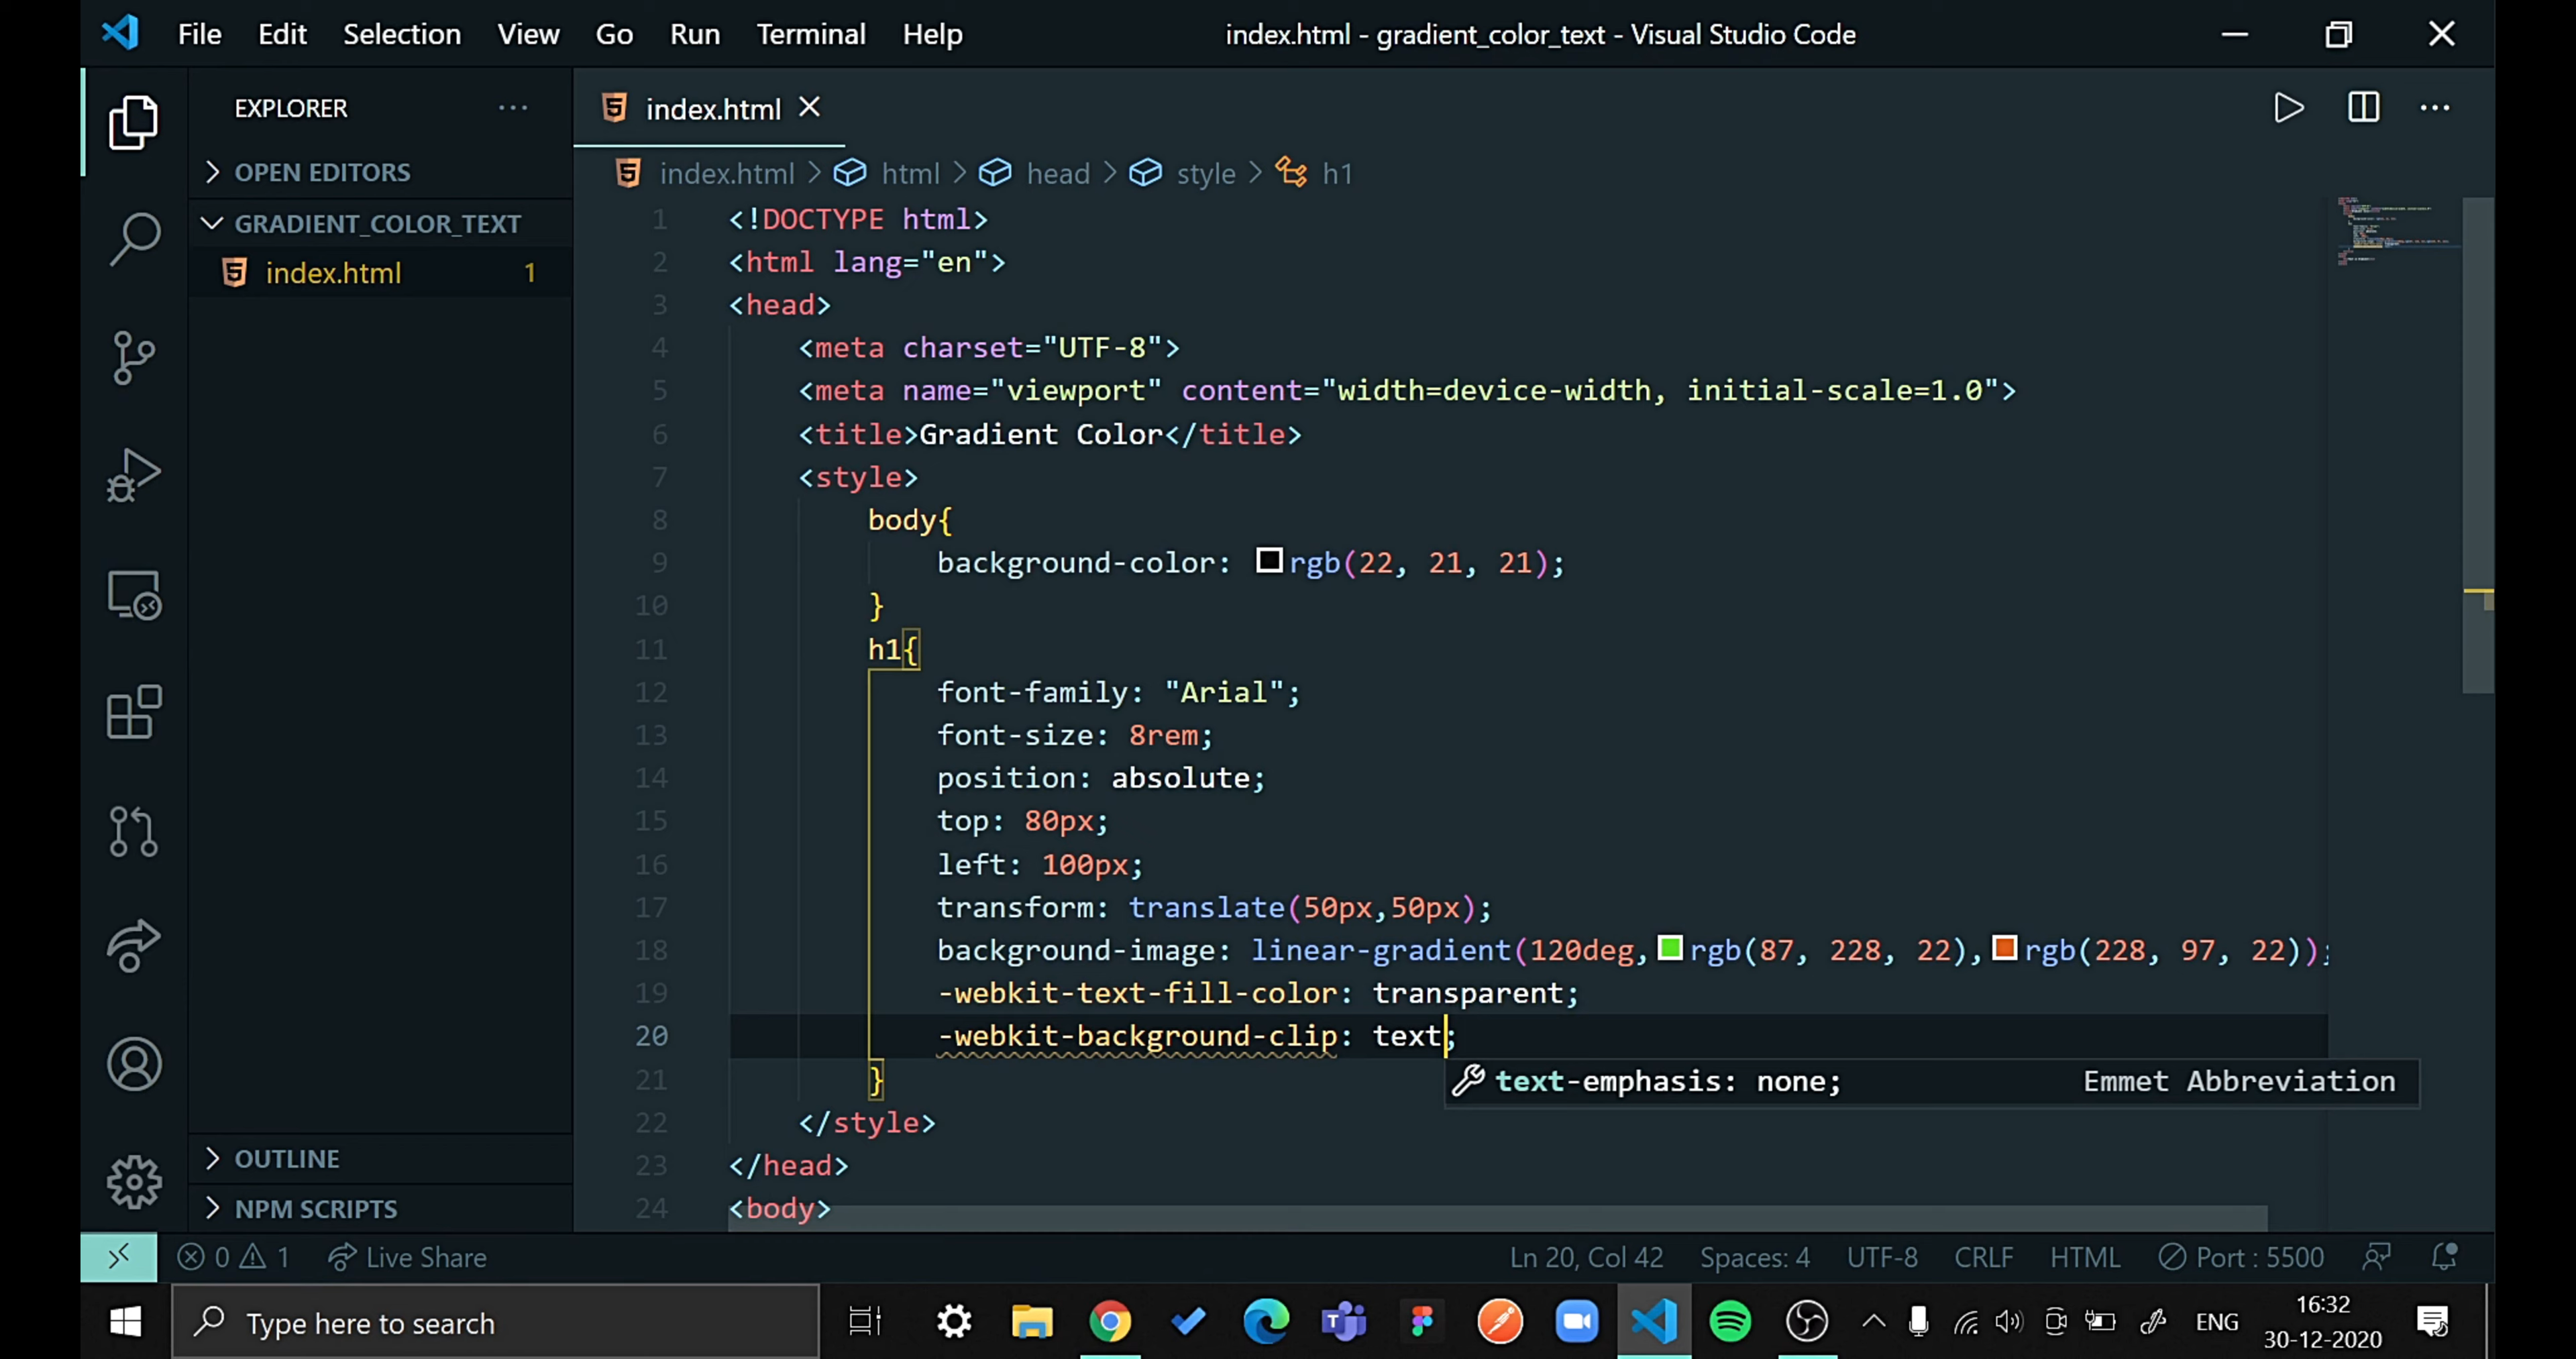 File Edit Selection View Go Run Terminal Help index.html - gradient_color_text - Visual Studio Code
EXPLORER
OPEN EDITORS
GRADIENT_COLOR_TEXT
index.html 1
OUTLINE
NPM SCRIPTS
index.html
index.html > html > head > style > h1
1 <!DOCTYPE html>
2 <html lang="en">
3 <head>
4 <meta charset="UTF-8">
5 <meta name="viewport" content="width=device-width, initial-scale=1.0">
6 <title>Gradient Color</title>
7 <style>
8 body{
9 background-color: rgb(22, 21, 21);
10 }
11 h1{
12 font-family: "Arial";
13 font-size: 8rem;
14 position: absolute;
15 top: 80px;
16 left: 100px;
17 transform: translate(50px,50px);
18 background-image: linear-gradient(120deg,rgb(87, 228, 22),rgb(228, 97, 22));
19 -webkit-text-fill-color: transparent;
20 -webkit-background-clip: text;
text-emphasis: none; Emmet Abbreviation
21 }
22 </style>
23 </head>
24 <body>
0 1 Live Share Ln 20, Col 42 Spaces: 4 UTF-8 CRLF HTML Port : 5500
Type here to search ENG 16:32
30-12-2020